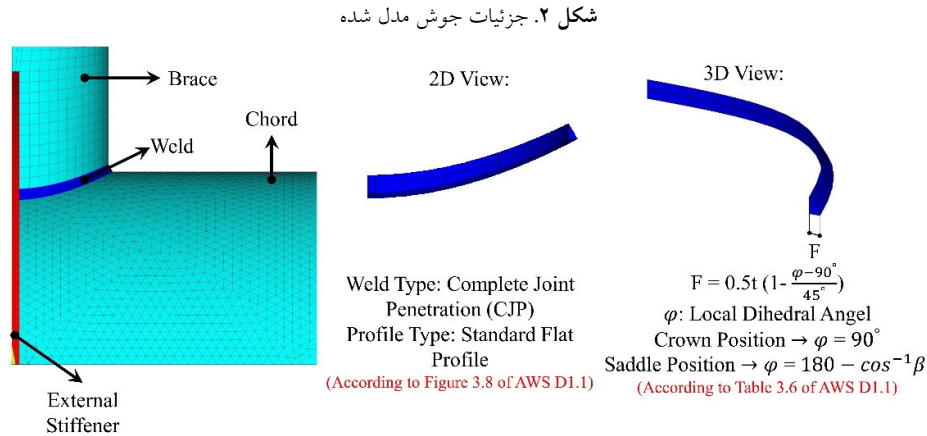 شکل ۲. جزئیات جوش مدل شده
Brace
Chord
Weld
External
Stiffener
2D View:
Weld Type: Complete Joint
Penetration (CJP)
Profile Type: Standard Flat
Profile
(According to Figure 3.8 of AWS D1.1)
3D View:
F
F = 0.5t (1- φ−90°/45°)
φ: Local Dihedral Angel
Crown Position → φ = 90°
Saddle Position → φ = 180 − cos⁻¹β
(According to Table 3.6 of AWS D1.1)